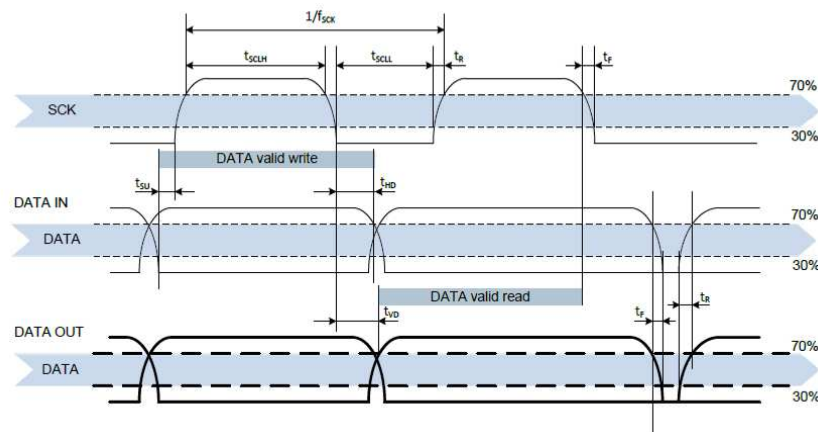 1/fSCK
tSCLH
tSCLL
tR
tF
70%
SCK
30%
DATA valid write
tSU
tHD
DATA IN
70%
DATA
30%
DATA valid read
tF
tR
tVD
DATA OUT
70%
DATA
30%